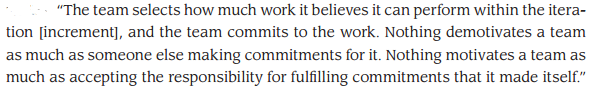 “The team selects how much work it believes it can perform within the itera-
tion [increment], and the team commits to the work. Nothing demotivates a team
as much as someone else making commitments for it. Nothing motivates a team as
much as accepting the responsibility for fulfilling commitments that it made itself.”